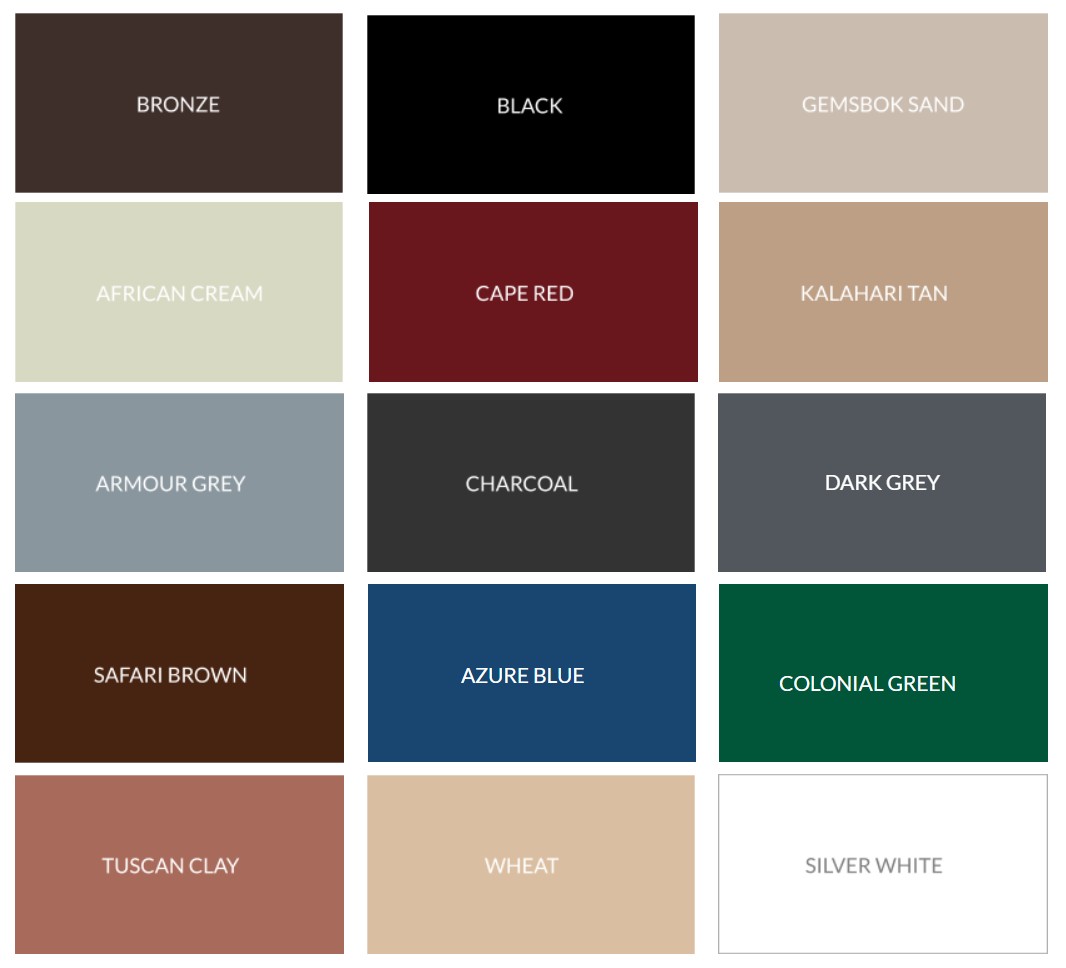 BRONZE
BLACK
GEMSBOK SAND
AFRICAN CREAM
CAPE RED
KALAHARI TAN
ARMOUR GREY
CHARCOAL
DARK GREY
SAFARI BROWN
AZURE BLUE
COLONIAL GREEN
TUSCAN CLAY
WHEAT
SILVER WHITE